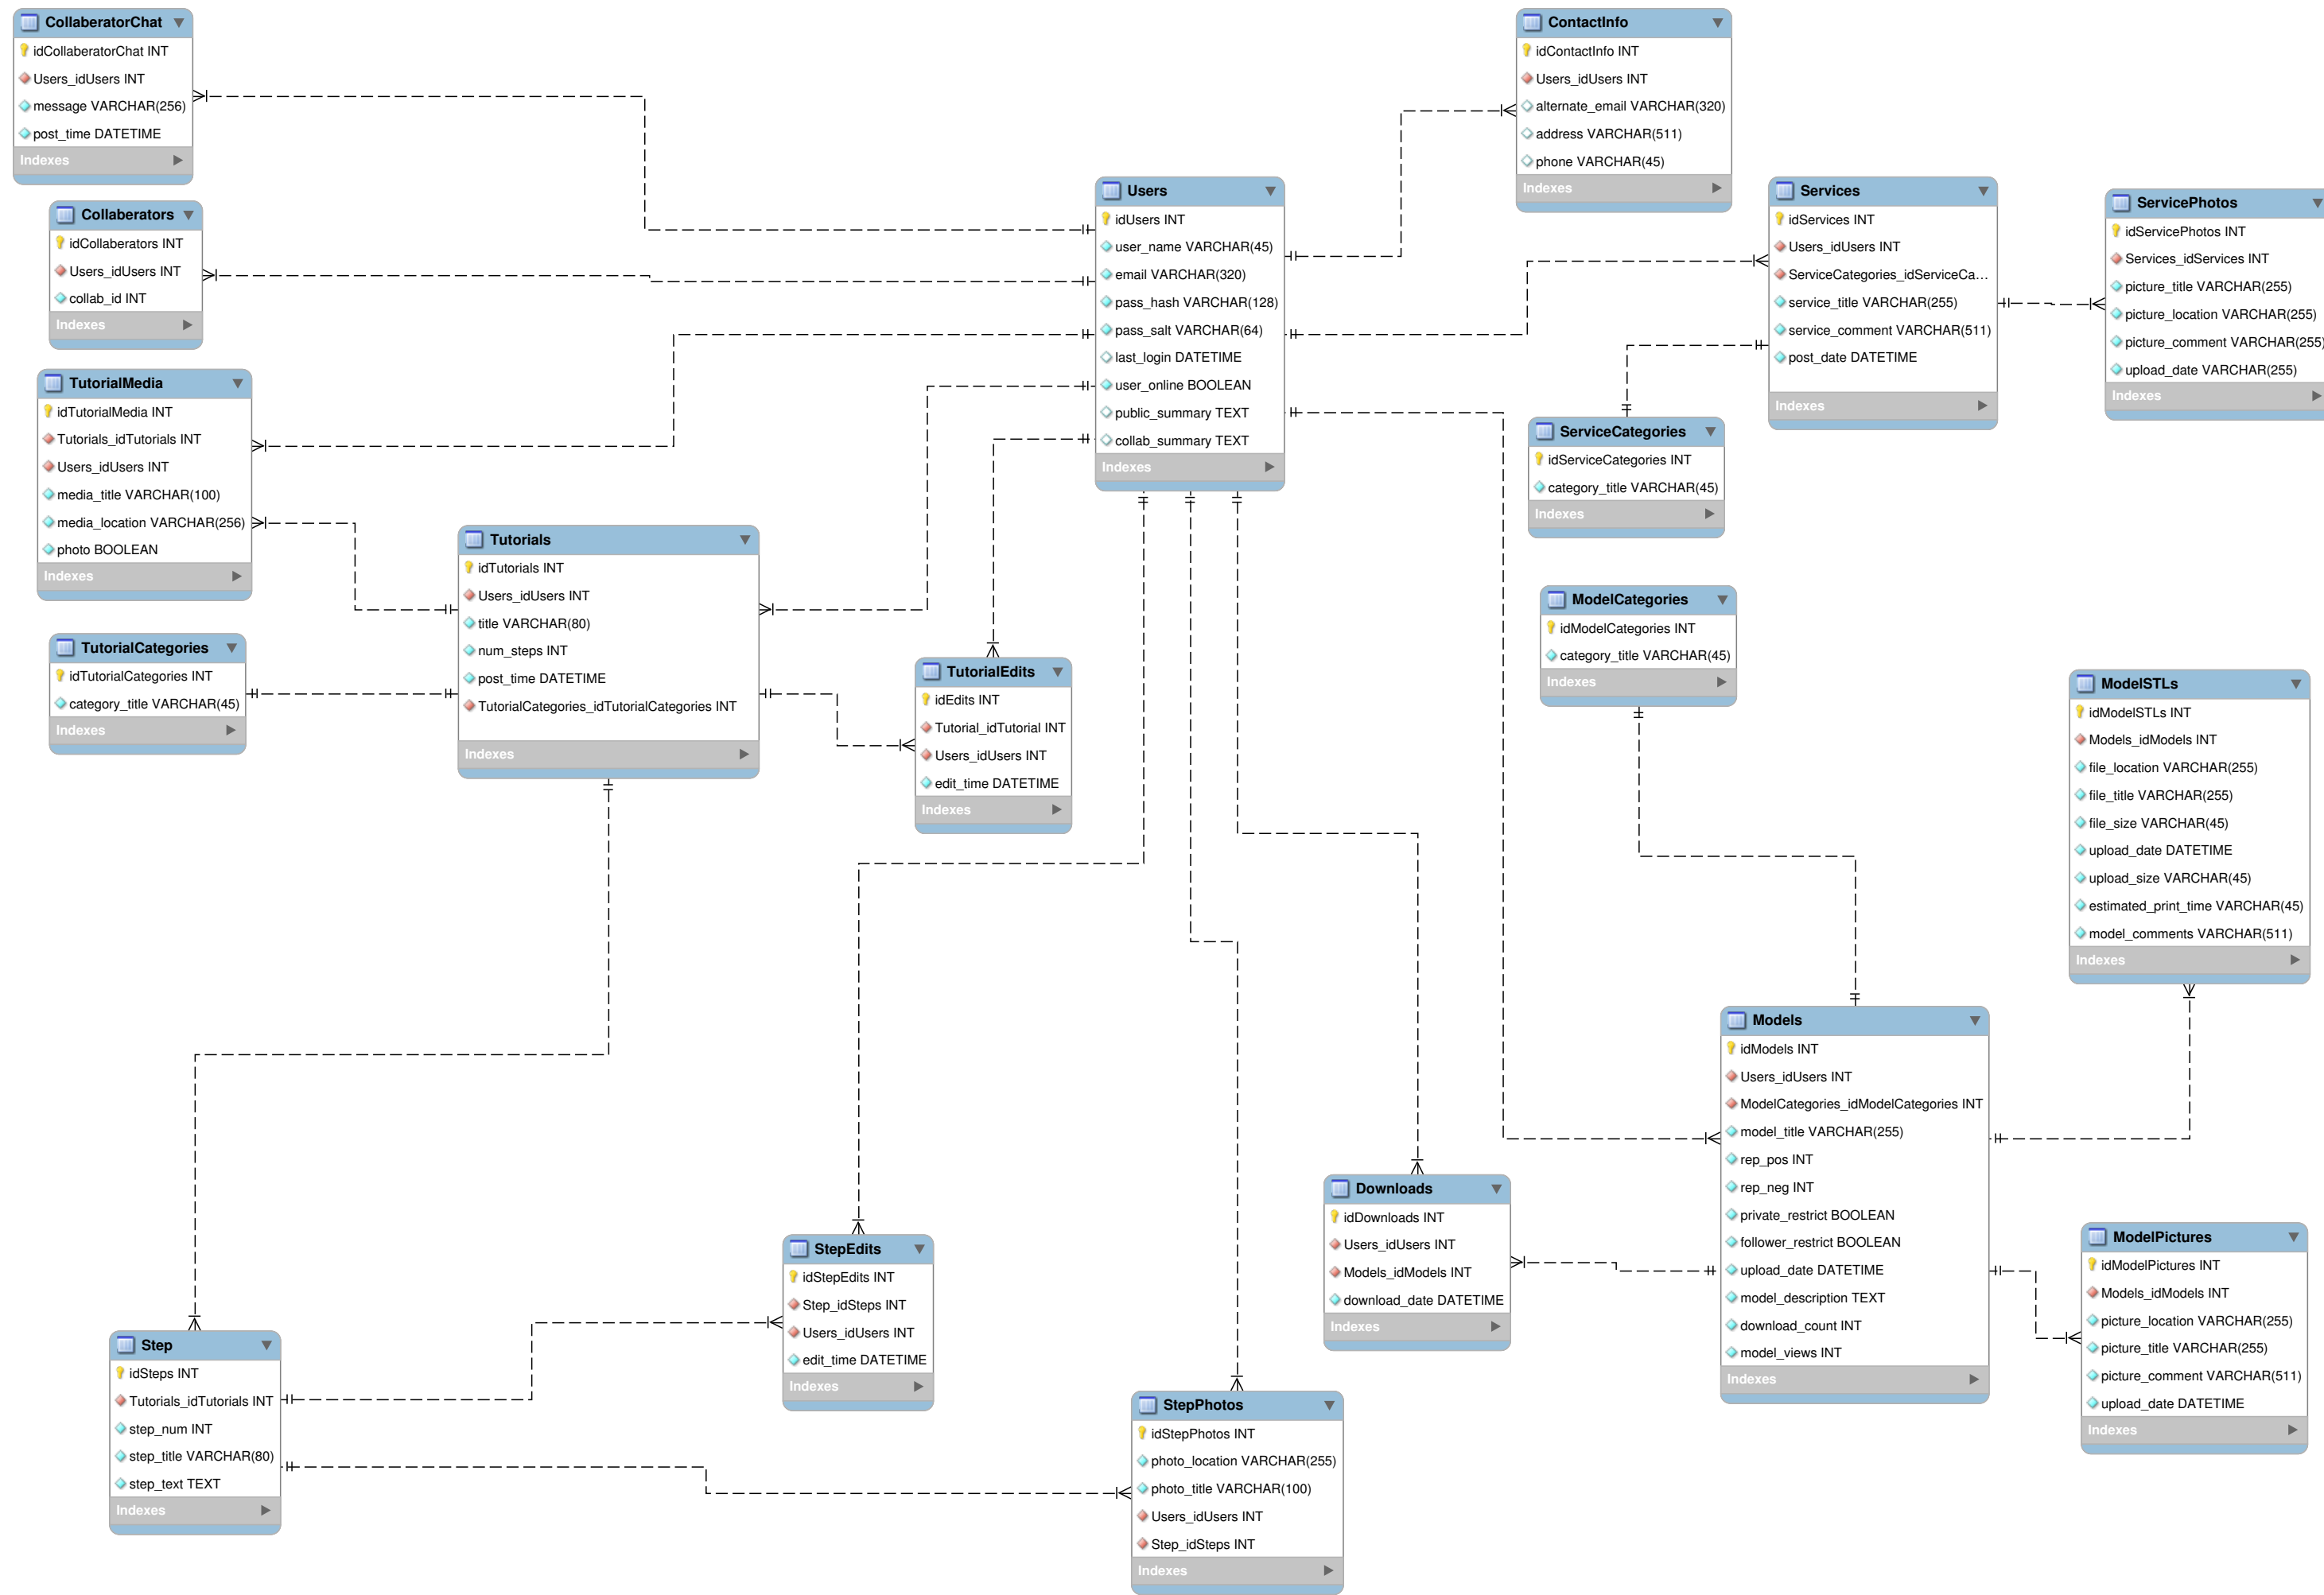 CollaberatorChat
idCollaberatorChat INT
Users_idUsers INT
message VARCHAR(256)
post_time DATETIME
Indexes
Collaberators
idCollaberators INT
Users_idUsers INT
collab_id INT
Indexes
TutorialMedia
idTutorialMedia INT
Tutorials_idTutorials INT
Users_idUsers INT
media_title VARCHAR(100)
media_location VARCHAR(256)
photo BOOLEAN
Indexes
TutorialCategories
idTutorialCategories INT
category_title VARCHAR(45)
Indexes
Tutorials
idTutorials INT
Users_idUsers INT
title VARCHAR(80)
num_steps INT
post_time DATETIME
TutorialCategories_idTutorialCategories INT
Indexes
TutorialEdits
idEdits INT
Tutorial_idTutorial INT
Users_idUsers INT
edit_time DATETIME
Indexes
Users
idUsers INT
user_name VARCHAR(45)
email VARCHAR(320)
pass_hash VARCHAR(128)
pass_salt VARCHAR(64)
last_login DATETIME
user_online BOOLEAN
public_summary TEXT
collab_summary TEXT
Indexes
ContactInfo
idContactInfo INT
Users_idUsers INT
alternate_email VARCHAR(320)
address VARCHAR(511)
phone VARCHAR(45)
Indexes
Services
idServices INT
Users_idUsers INT
ServiceCategories_idServiceCa...
service_title VARCHAR(255)
service_comment VARCHAR(511)
post_date DATETIME
Indexes
ServicePhotos
idServicePhotos INT
Services_idServices INT
picture_title VARCHAR(255)
picture_location VARCHAR(255)
picture_comment VARCHAR(255)
upload_date VARCHAR(255)
Indexes
ServiceCategories
idServiceCategories INT
category_title VARCHAR(45)
Indexes
ModelCategories
idModelCategories INT
category_title VARCHAR(45)
Indexes
ModelSTLs
idModelSTLs INT
Models_idModels INT
file_location VARCHAR(255)
file_title VARCHAR(255)
file_size VARCHAR(45)
upload_date DATETIME
upload_size VARCHAR(45)
estimated_print_time VARCHAR(45)
model_comments VARCHAR(511)
Indexes
Models
idModels INT
Users_idUsers INT
ModelCategories_idModelCategories INT
model_title VARCHAR(255)
rep_pos INT
rep_neg INT
private_restrict BOOLEAN
follower_restrict BOOLEAN
upload_date DATETIME
model_description TEXT
download_count INT
model_views INT
Indexes
ModelPictures
idModelPictures INT
Models_idModels INT
picture_location VARCHAR(255)
picture_title VARCHAR(255)
picture_comment VARCHAR(511)
upload_date DATETIME
Indexes
Downloads
idDownloads INT
Users_idUsers INT
Models_idModels INT
download_date DATETIME
Indexes
StepEdits
idStepEdits INT
Step_idSteps INT
Users_idUsers INT
edit_time DATETIME
Indexes
Step
idSteps INT
Tutorials_idTutorials INT
step_num INT
step_title VARCHAR(80)
step_text TEXT
Indexes
StepPhotos
idStepPhotos INT
photo_location VARCHAR(255)
photo_title VARCHAR(100)
Users_idUsers INT
Step_idSteps INT
Indexes